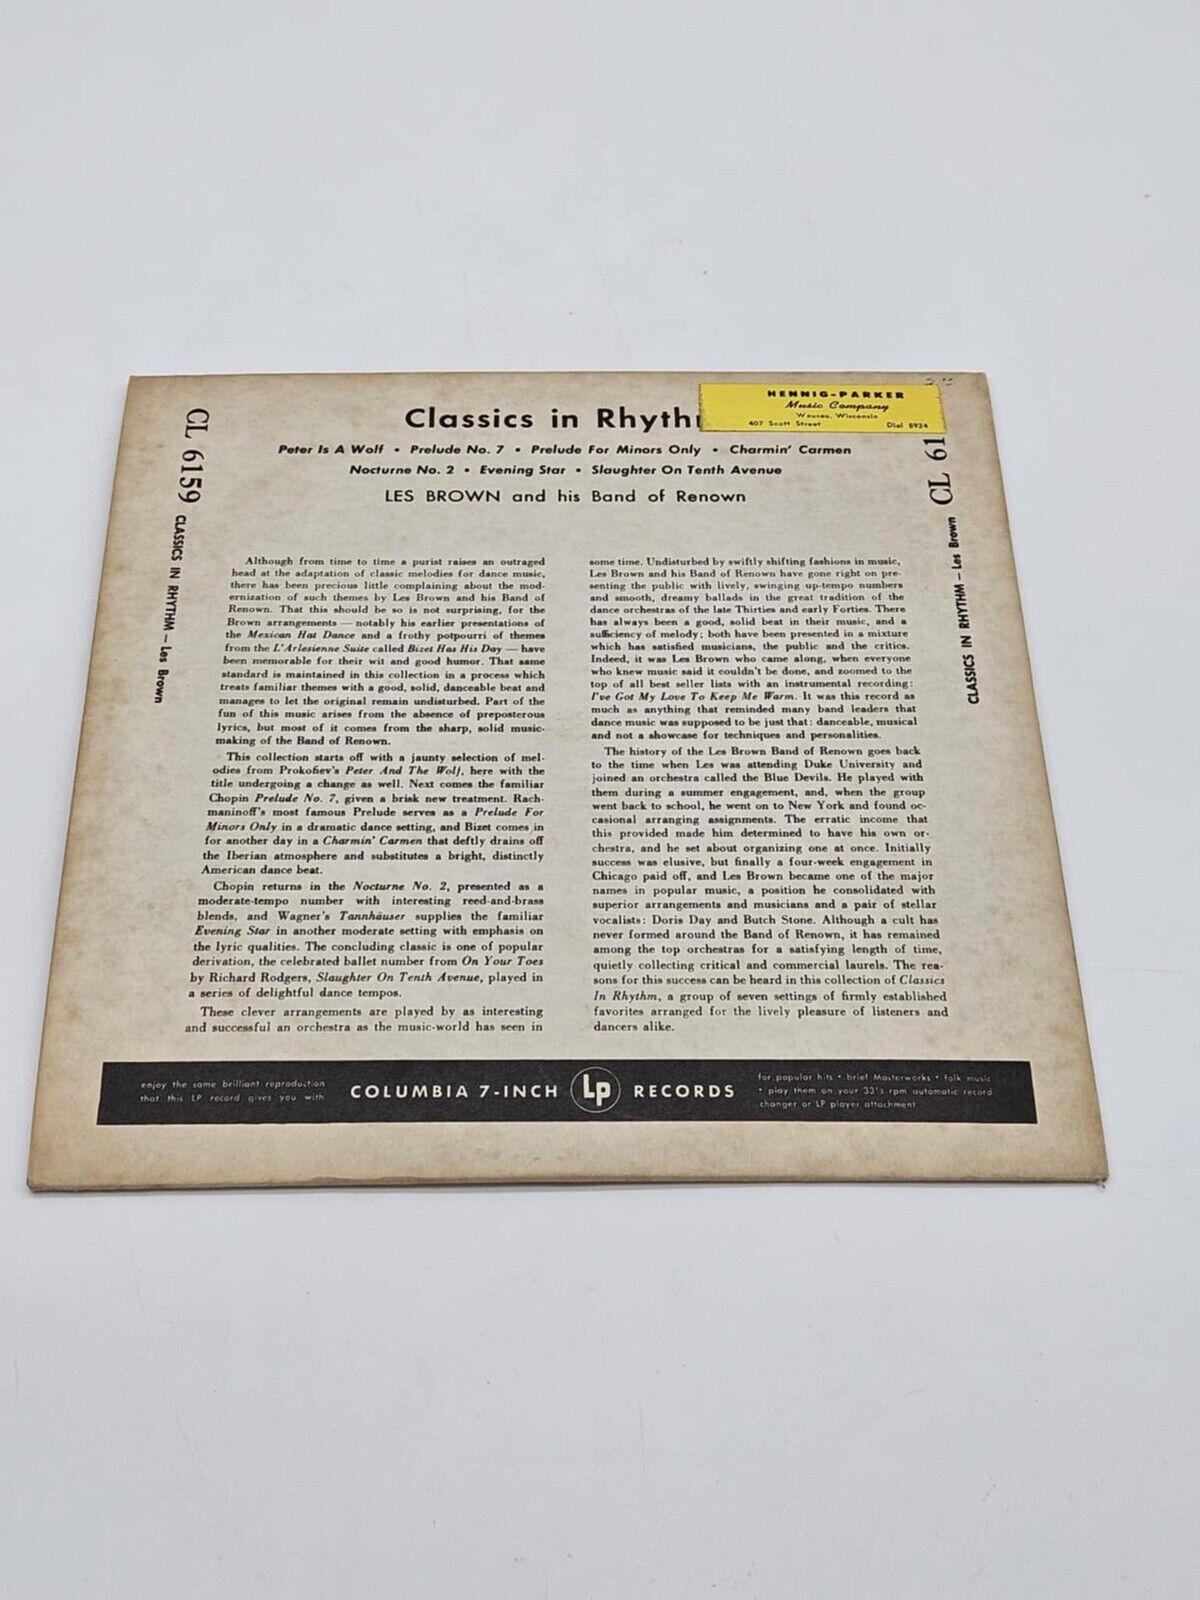 HENNIG-PARKER
Music Company
Wausau, Wisconsin
407 Scott Street Dial 5924
Classics in Rhyth
Peter Is A Wolf • Prelude No. 7 • Prelude For Minors Only • Charmin' Carmen
Nocturne No. 2 • Evening Star • Slaughter On Tenth Avenue
LES BROWN and his Band of Renown
CL 6159 CLASSICS IN RHYTHM — Les Brown
Although from time to time a purist raises an outraged
head at the adaptation of classic melodies for dance music,
there has been precious little complaining about the mod-
ernization of such themes by Les Brown and his Band of
Renown. That this should be so is not surprising, for the
Brown arrangements — notably his earlier presentations of
the Mexican Hat Dance and a frothy potpourri of themes
from the L'Arlesienne Suite called Bizet Has His Day — have
been memorable for their wit and good humor. That same
standard is maintained in this collection in a process which
treats familiar themes with a good, solid, danceable beat and
manages to let the original remain undisturbed. Part of the
fun of this music arises from the absence of preposterous
lyrics, but most of it comes from the sharp, solid music-
making of the Band of Renown.
This collection starts off with a jaunty selection of mel-
odies from Prokofiev's Peter And The Wolf, here with the
title undergoing a change as well. Next comes the familiar
Chopin Prelude No. 7, given a brisk new treatment. Rach-
maninoff's most famous Prelude serves as a Prelude For
Minors Only in a dramatic dance setting, and Bizet comes in
for another day in a Charmin' Carmen that deftly drains off
the Iberian atmosphere and substitutes a bright, distinctly
American dance beat.
Chopin returns in the Nocturne No. 2, presented as a
moderate-tempo number with interesting reed-and-brass
blends, and Wagner's Tannhäuser supplies the familiar
Evening Star in another moderate setting with emphasis on
the lyric qualities. The concluding classic is one of popular
derivation, the celebrated ballet number from On Your Toes
by Richard Rodgers, Slaughter On Tenth Avenue, played in
a series of delightful dance tempos.
These clever arrangements are played by as interesting
and successful an orchestra as the music-world has seen in
some time. Undisturbed by swiftly shifting fashions in music,
Les Brown and his Band of Renown have gone right on pre-
senting the public with lively, swinging up-tempo numbers
and smooth, dreamy ballads in the great tradition of the
dance orchestras of the late Thirties and early Forties. There
has always been a good, solid beat in their music, and a
sufficiency of melody; both have been presented in a mixture
which has satisfied musicians, the public and the critics.
Indeed, it was Les Brown who came along, when everyone
who knew music said it couldn't be done, and zoomed to the
top of all best seller lists with an instrumental recording:
I've Got My Love To Keep Me Warm. It was this record as
much as anything that reminded many band leaders that
dance music was supposed to be just that: danceable, musical
and not a showcase for techniques and personalities.
The history of the Les Brown Band of Renown goes back
to the time when Les was attending Duke University and
joined an orchestra called the Blue Devils. He played with
them during a summer engagement, and, when the group
went back to school, he went on to New York and found oc-
casional arranging assignments. The erratic income that
this provided made him determined to have his own or-
chestra, and he set about organizing one at once. Initially
success was elusive, but finally a four-week engagement in
Chicago paid off, and Les Brown became one of the major
names in popular music, a position he consolidated with
superior arrangements and musicians and a pair of stellar
vocalists: Doris Day and Butch Stone. Although a cult has
never formed around the Band of Renown, it has remained
among the top orchestras for a satisfying length of time,
quietly collecting critical and commercial laurels. The rea-
sons for this success can be heard in this collection of Classics
In Rhythm, a group of seven settings of firmly established
favorites arranged for the lively pleasure of listeners and
dancers alike.
CL 61 CLASSICS IN RHYTHM — Les Brown
enjoy the same brilliant reproduction
that this LP record gives you with
COLUMBIA 7-INCH Lp RECORDS
for popular hits • brief Masterworks • folk music
• play them on your 33⅓ rpm automatic record
changer or LP player attachment